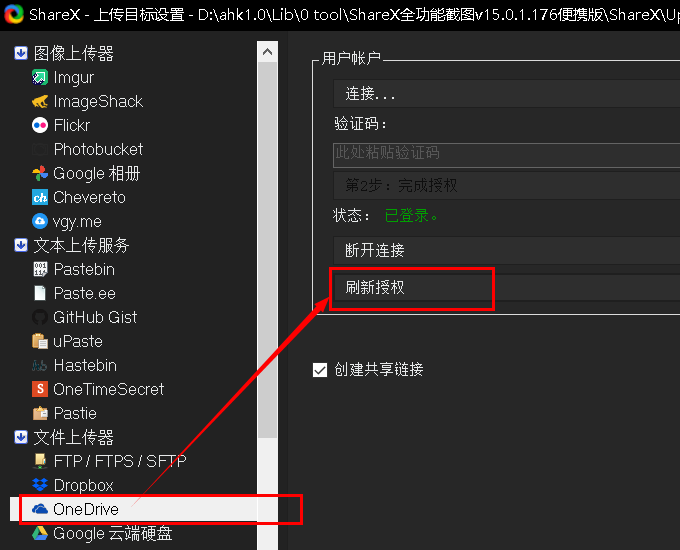 ShareX - 上传目标设置 - D:\ahk1.0\Lib\0 tool\ShareX全功能截图v15.0.1.176便携版\ShareX\Up
图像上传器
Imgur
ImageShack
Flickr
Photobucket
Google 相册
Chevereto
vgy.me
文本上传服务
Pastebin
Paste.ee
GitHub Gist
uPaste
Hastebin
OneTimeSecret
Pastie
文件上传器
FTP / FTPS / SFTP
Dropbox
OneDrive
Google 云端硬盘
用户帐户
连接...
验证码：
此处粘贴验证码
第2步：完成授权
状态： 已登录。
断开连接
刷新授权
创建共享链接